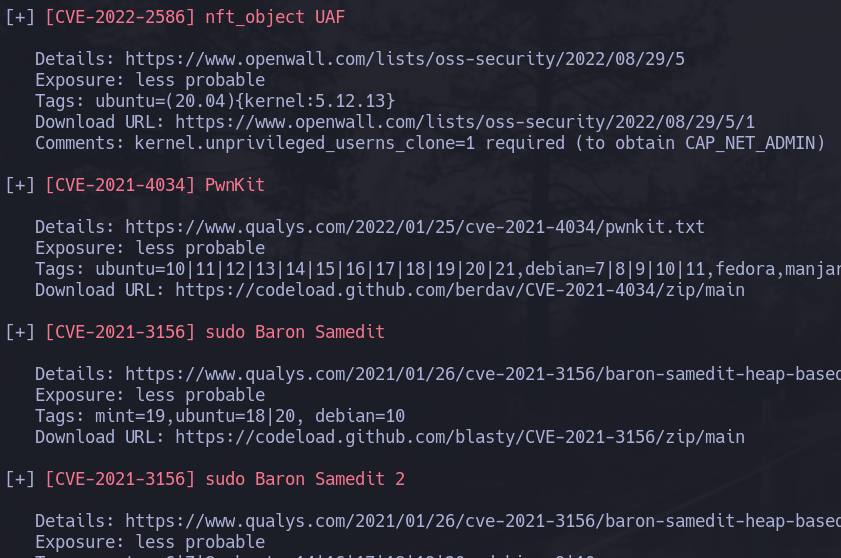 [+] [CVE-2022-2586] nft_object UAF
Details: https://www.openwall.com/lists/oss-security/2022/08/29/5
Exposure: less probable
Tags: ubuntu=(20.04){kernel:5.12.13}
Download URL: https://www.openwall.com/lists/oss-security/2022/08/29/5/1
Comments: kernel.unprivileged_userns_clone=1 required (to obtain CAP_NET_ADMIN)
[+] [CVE-2021-4034] PwnKit
Details: https://www.qualys.com/2022/01/25/cve-2021-4034/pwnkit.txt
Exposure: less probable
Tags: ubuntu=10|11|12|13|14|15|16|17|18|19|20|21,debian=7|8|9|10|11,fedora,manjar
Download URL: https://codeload.github.com/berdav/CVE-2021-4034/zip/main
[+] [CVE-2021-3156] sudo Baron Samedit
Details: https://www.qualys.com/2021/01/26/cve-2021-3156/baron-samedit-heap-based
Exposure: less probable
Tags: mint=19,ubuntu=18|20, debian=10
Download URL: https://codeload.github.com/blasty/CVE-2021-3156/zip/main
[+] [CVE-2021-3156] sudo Baron Samedit 2
Details: https://www.qualys.com/2021/01/26/cve-2021-3156/baron-samedit-heap-based
Exposure: less probable